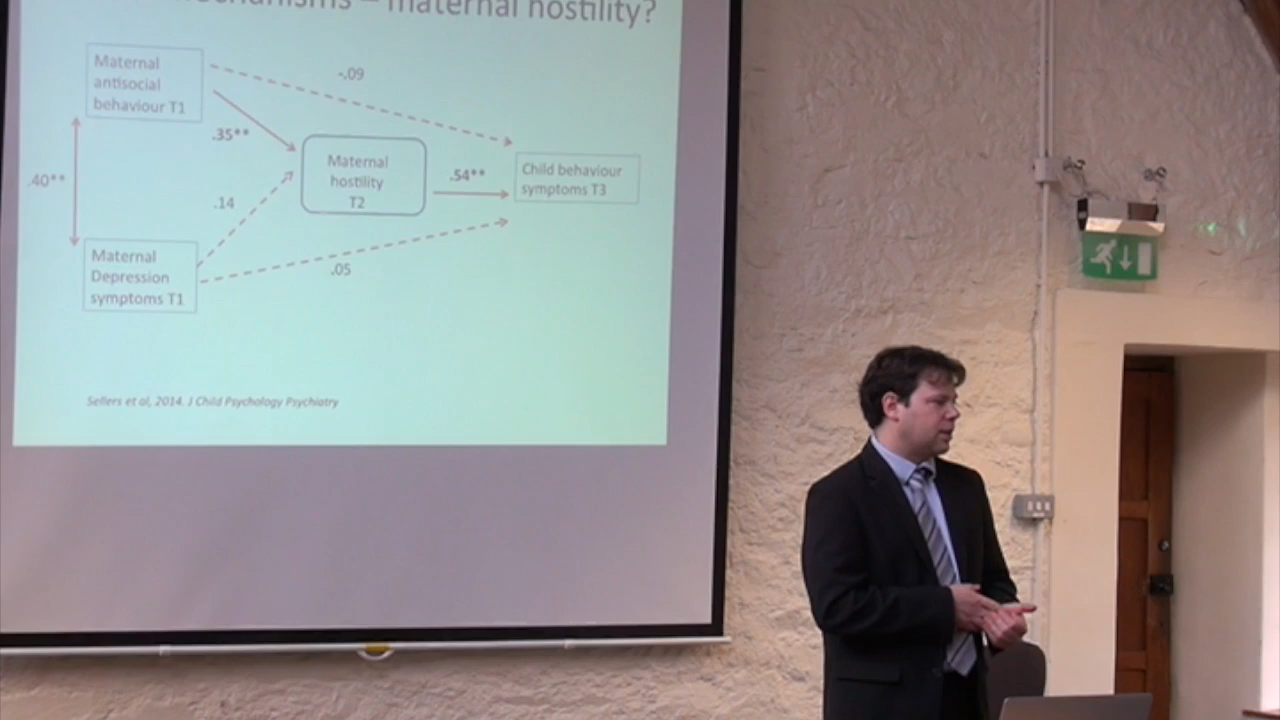 mechanisms – maternal hostility?
Maternal
antisocial
behaviour T1
-.09
.35**
Maternal
hostility
T2
.54**
Child behaviour
symptoms T3
.40**
.14
Maternal
Depression
symptoms T1
.05
Sellers et al, 2014. J Child Psychology Psychiatry